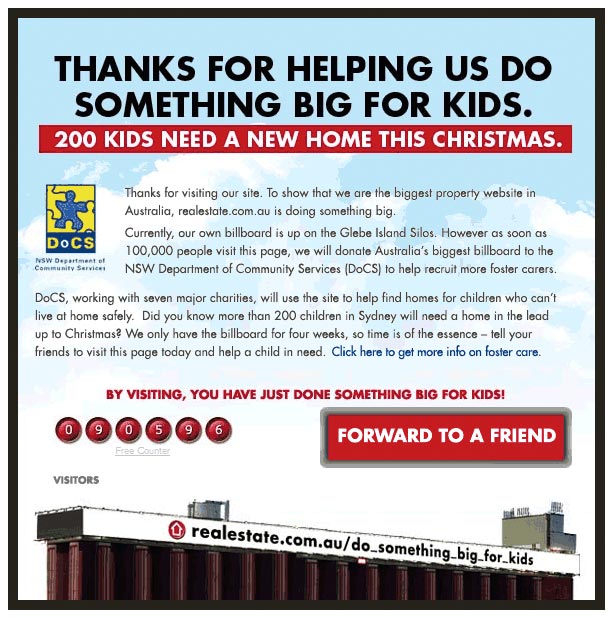 THANKS FOR HELPING US DO
SOMETHING BIG FOR KIDS.
200 KIDS NEED A NEW HOME THIS CHRISTMAS.
DoCS
NSW Department of
Community Services
Thanks for visiting our site. To show that we are the biggest property website in
Australia, realestate.com.au is doing something big.
Currently, our own billboard is up on the Glebe Island Silos. However as soon as
100,000 people visit this page, we will donate Australia's biggest billboard to the
NSW Department of Community Services (DoCS) to help recruit more foster carers.
DoCS, working with seven major charities, will use the site to help find homes for children who can't
live at home safely. Did you know more than 200 children in Sydney will need a home in the lead
up to Christmas? We only have the billboard for four weeks, so time is of the essence – tell your
friends to visit this page today and help a child in need. Click here to get more info on foster care.
BY VISITING, YOU HAVE JUST DONE SOMETHING BIG FOR KIDS!
0 9 0 5 9 6
Free Counter
FORWARD TO A FRIEND
VISITORS
realestate.com.au/do_something_big_for_kids